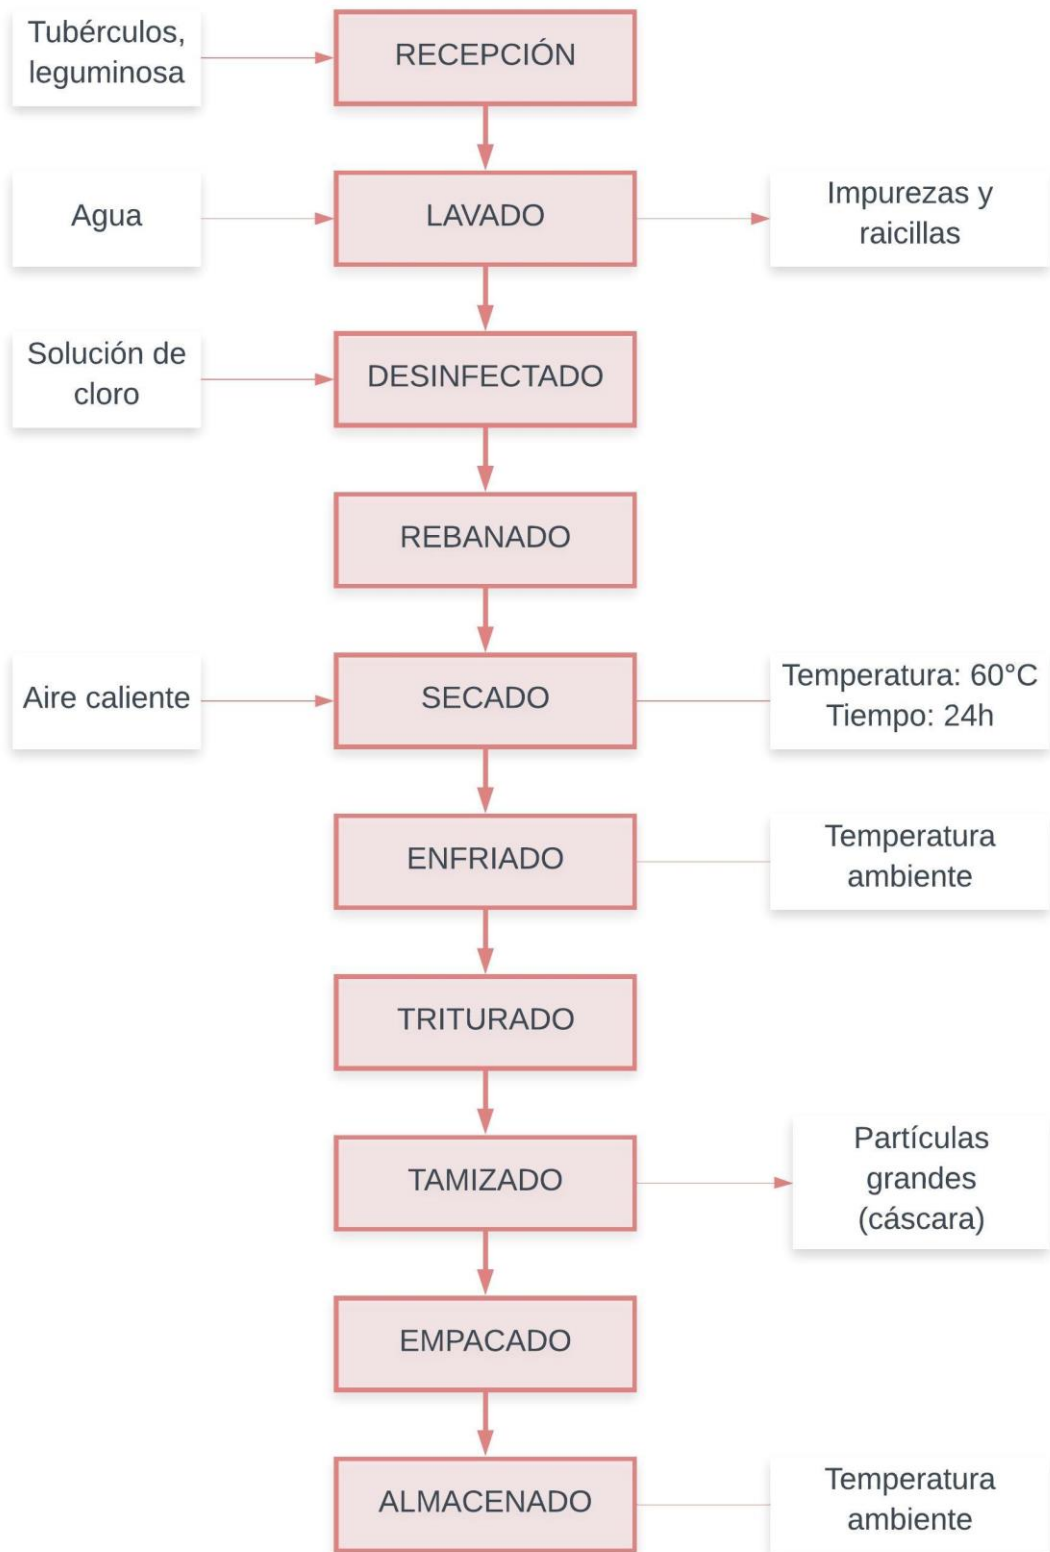 Tubérculos,
leguminosa
RECEPCIÓN
Agua
LAVADO
Impurezas y
raicillas
Solución de
cloro
DESINFECTADO
REBANADO
Aire caliente
SECADO
Temperatura: 60°C
Tiempo: 24h
ENFRIADO
Temperatura
ambiente
TRITURADO
TAMIZADO
Partículas
grandes
(cáscara)
EMPACADO
ALMACENADO
Temperatura
ambiente